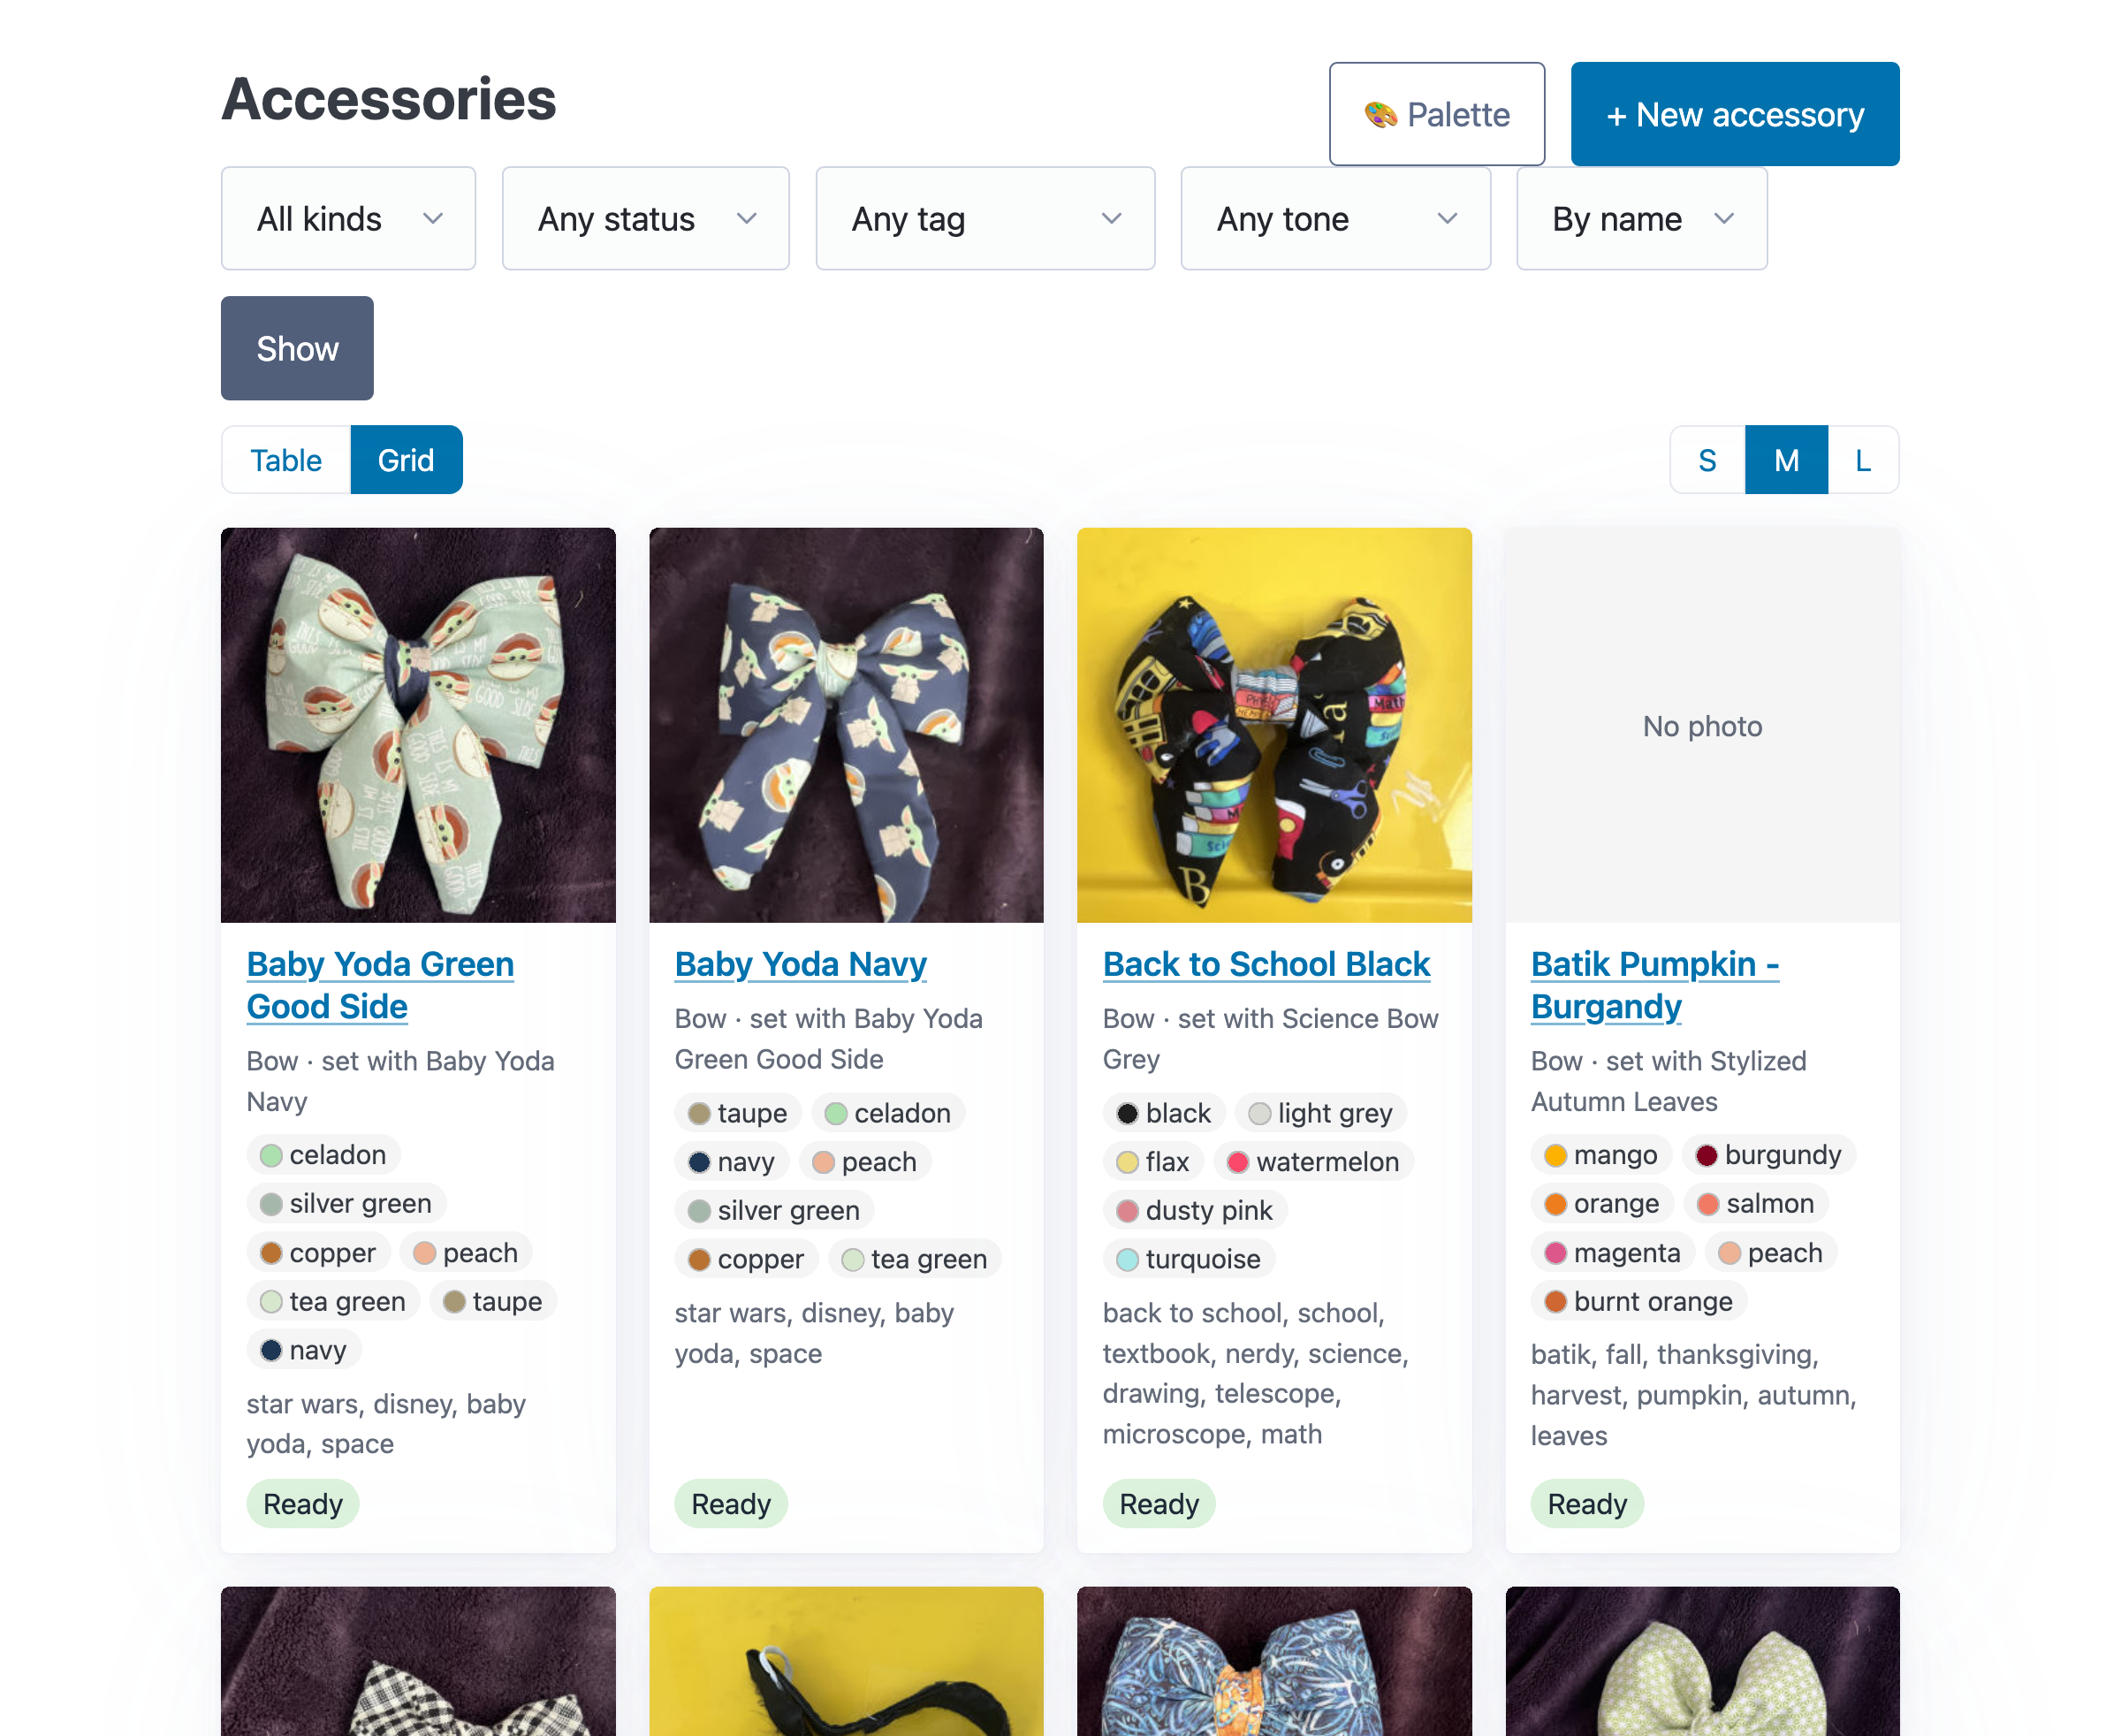 Accessories
🎨 Palette
+ New accessory
All kinds
Any status
Any tag
Any tone
By name
Show
Table
Grid
S
M
L
THIS IS MY
GOOD SIDE
Math
B
No photo
Baby Yoda Green
Good Side
Bow · set with Baby Yoda
Navy
celadon
silver green
copper
peach
tea green
taupe
navy
star wars, disney, baby
yoda, space
Ready
Baby Yoda Navy
Bow · set with Baby Yoda
Green Good Side
taupe
celadon
navy
peach
silver green
copper
tea green
star wars, disney, baby
yoda, space
Ready
Back to School Black
Bow · set with Science Bow
Grey
black
light grey
flax
watermelon
dusty pink
turquoise
back to school, school,
textbook, nerdy, science,
drawing, telescope,
microscope, math
Ready
Batik Pumpkin -
Burgandy
Bow · set with Stylized
Autumn Leaves
mango
burgundy
orange
salmon
magenta
peach
burnt orange
batik, fall, thanksgiving,
harvest, pumpkin, autumn,
leaves
Ready